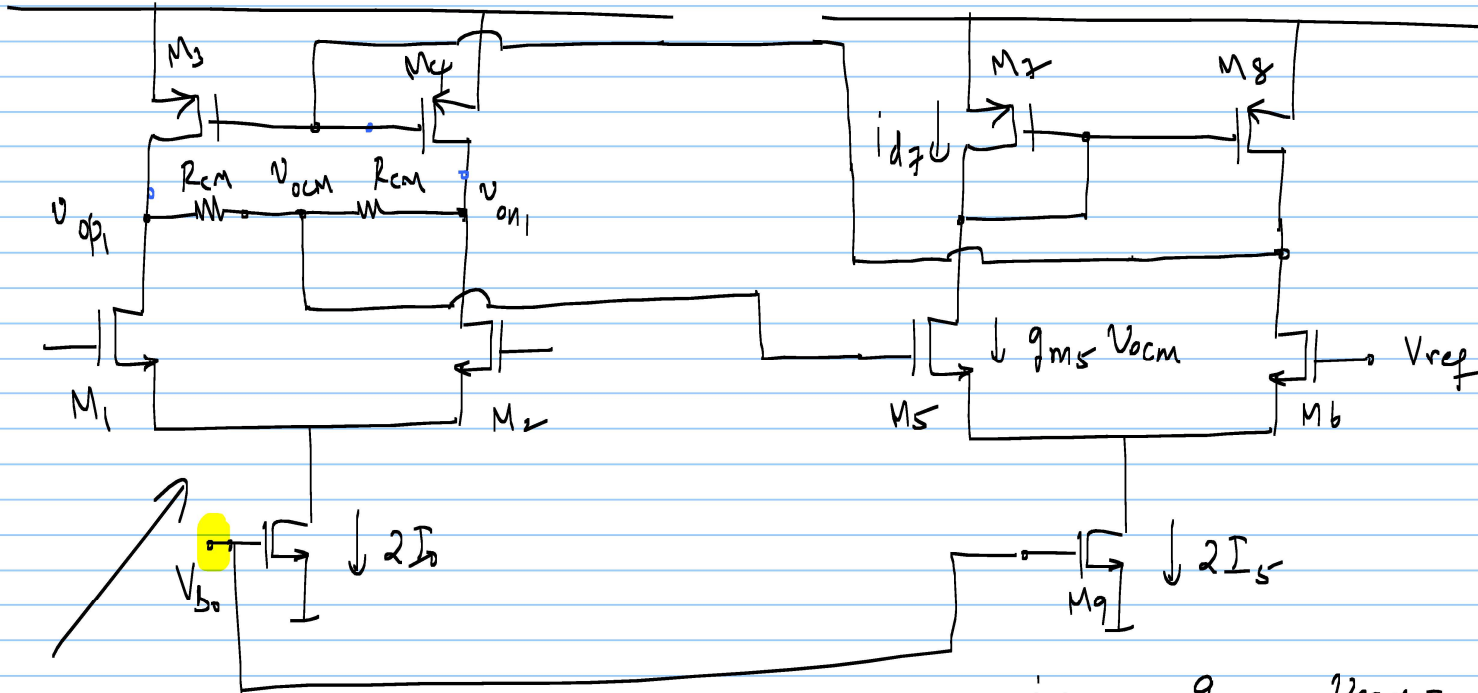 M3
M4
M7
M8
id7
RCM
vocm
RCM
vop1
von1
gm5 vocm
Vref
M1
M2
M5
M6
Vb0
2I0
M9
2I5